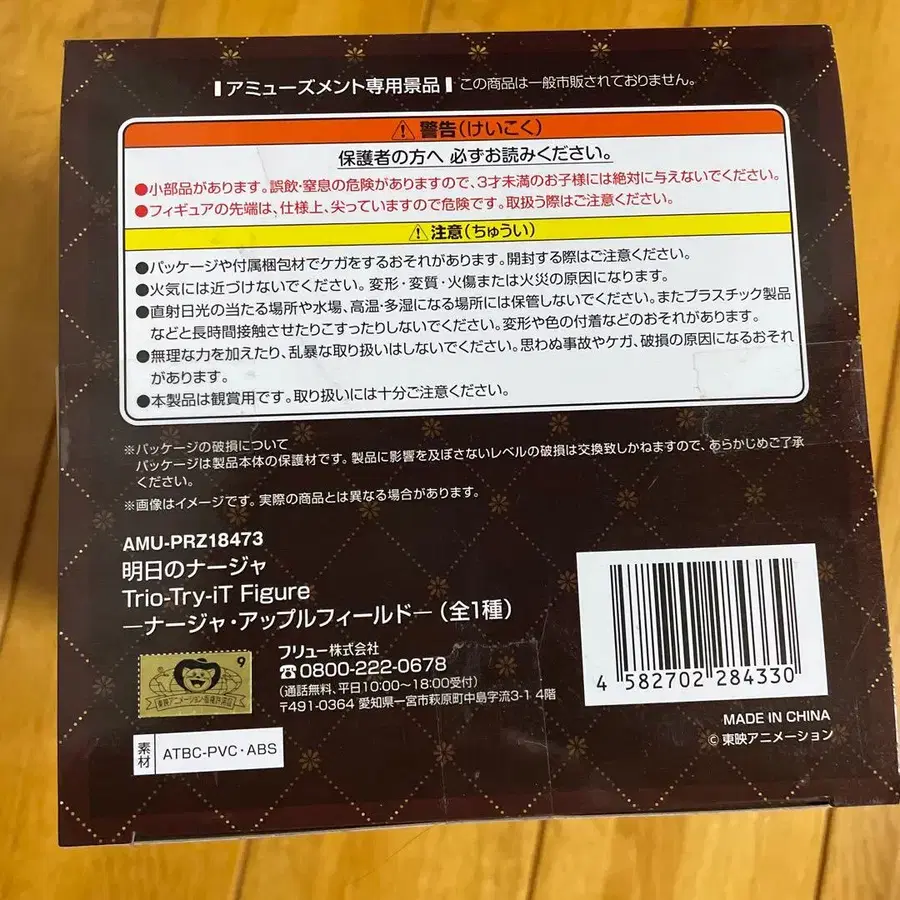 アミューズメント専用景品 この商品は一般市販されておりません。
⚠警告(けいこく)
保護者の方へ 必ずお読みください。
●小部品があります。誤飲・窒息の危険がありますので、3才未満のお子様には絶対に与えないでください。
●フィギュアの先端は、仕様上、尖っていますので危険です。取扱う際はご注意ください。
⚠注意(ちゅうい)
●パッケージや付属梱包材でケガをするおそれがあります。開封する際はご注意ください。
●火気には近づけないでください。変形・変質・火傷または火災の原因になります。
●直射日光の当たる場所や水場、高温・多湿になる場所には保管しないでください。またプラスチック製品
などと長時間接触させたりこすったりしないでください。変形や色の付着などのおそれがあります。
●無理な力を加えたり、乱暴な取り扱いはしないでください。思わぬ事故やケガ、破損の原因になるおそれ
があります。
●本製品は観賞用です。取り扱いには十分ご注意ください。
※パッケージの破損について
パッケージは製品本体の保護材です。製品に影響を及ぼさないレベルの破損は交換致しかねますので、あらかじめご了承
ください。
※画像はイメージです。実際の商品とは異なる場合があります。
AMU-PRZ18473
明日のナージャ
Trio-Try-iT Figure
―ナージャ・アップルフィールド―(全1種)
フリュー株式会社
☎0800-222-0678
(通話無料、平日10:00～18:00受付)
〒491-0364 愛知県一宮市萩原町中島字流3-1 4階
9
東映アニメーション版権許諾証
素材 ATBC-PVC・ABS
4 582702 284330
MADE IN CHINA
© 東映アニメーション